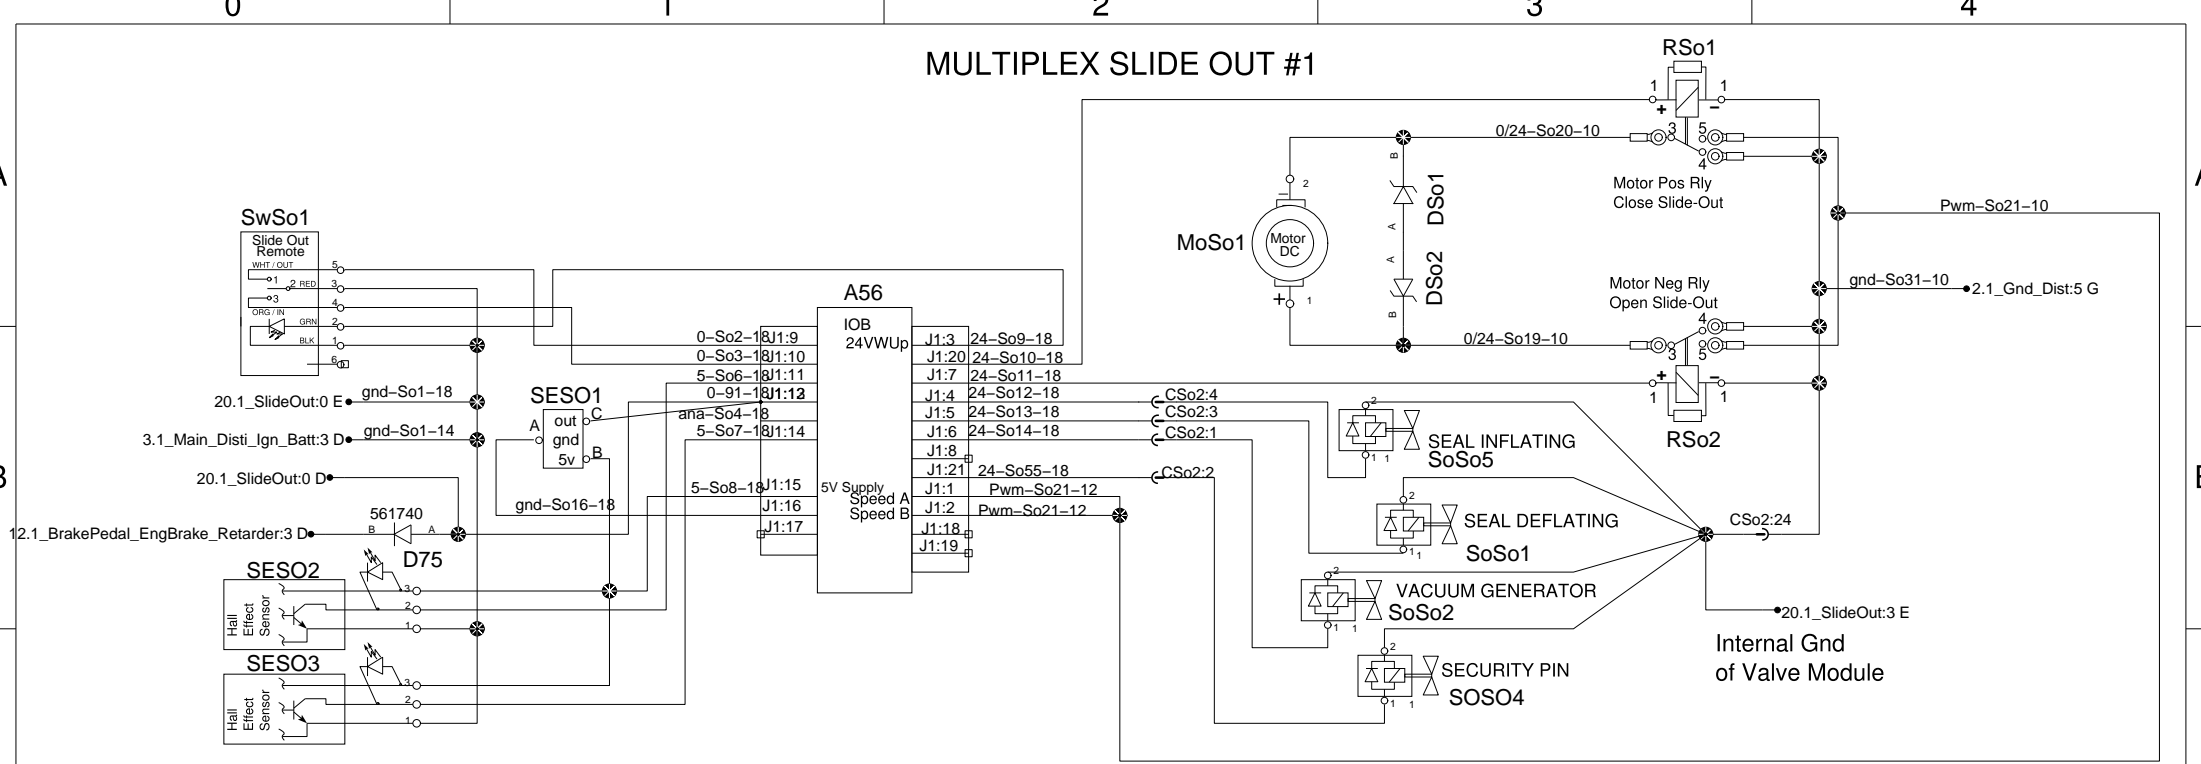 0 1 2 3 4
MULTIPLEX SLIDE OUT #1
A
A
B
B
RSo1
1 1
+ −
3 5
4
0/24−So20−10
Motor Pos Rly
Close Slide−Out
Pwm−So21−10
gnd−So31−10
2.1_Gnd_Dist:5 G
Motor Neg Rly
Open Slide−Out
4
3 5
0/24−So19−10
+ −
1 1
RSo2
MoSo1
Motor
DC
2
−
+
1
B
DSo1
A
A
DSo2
B
SwSo1
Slide Out
Remote
WHT / OUT
1
2 RED
3
ORG / IN
GRN
BLK
5
3
4
2
1
6
20.1_SlideOut:0 E
gnd−So1−18
3.1_Main_Disti_Ign_Batt:3 D
gnd−So1−14
20.1_SlideOut:0 D
12.1_BrakePedal_EngBrake_Retarder:3 D
561740
B A
D75
SESO1
out
gnd
5v
A
C
B
SESO2
Hall
Effect
Sensor
3
2
1
SESO3
Hall
Effect
Sensor
3
2
1
A56
IOB
24VWUp
5V Supply
Speed A
Speed B
0−So2−18
J1:9
0−So3−18
J1:10
5−So6−18
J1:11
0−91−18
J1:12
J1:13
ana−So4−18
5−So7−18
J1:14
5−So8−18
J1:15
gnd−So16−18
J1:16
J1:17
J1:3
24−So9−18
J1:20
24−So10−18
J1:7
24−So11−18
J1:4
24−So12−18
CSo2:4
J1:5
24−So13−18
CSo2:3
J1:6
24−So14−18
CSo2:1
J1:8
J1:21
24−So55−18
CSo2:2
J1:1
Pwm−So21−12
J1:2
Pwm−So21−12
J1:18
J1:19
2
SEAL INFLATING
SoSo5
1 1
2
SEAL DEFLATING
SoSo1
1 1
2
VACUUM GENERATOR
SoSo2
1 1
2
SECURITY PIN
SOSO4
1 1
CSo2:24
20.1_SlideOut:3 E
Internal Gnd
of Valve Module